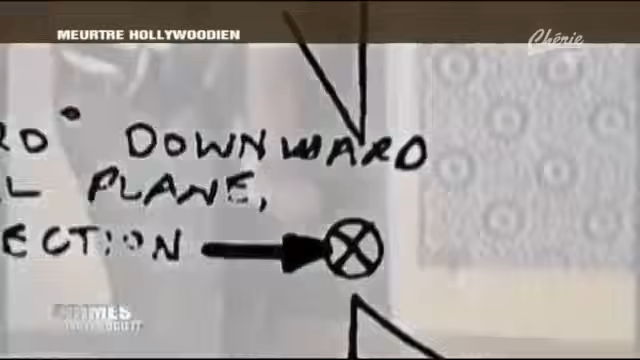 MEURTRE HOLLYWOODIEN
Chérie
RD° DOWNWARD
L PLANE,
ECTION
CRIMES